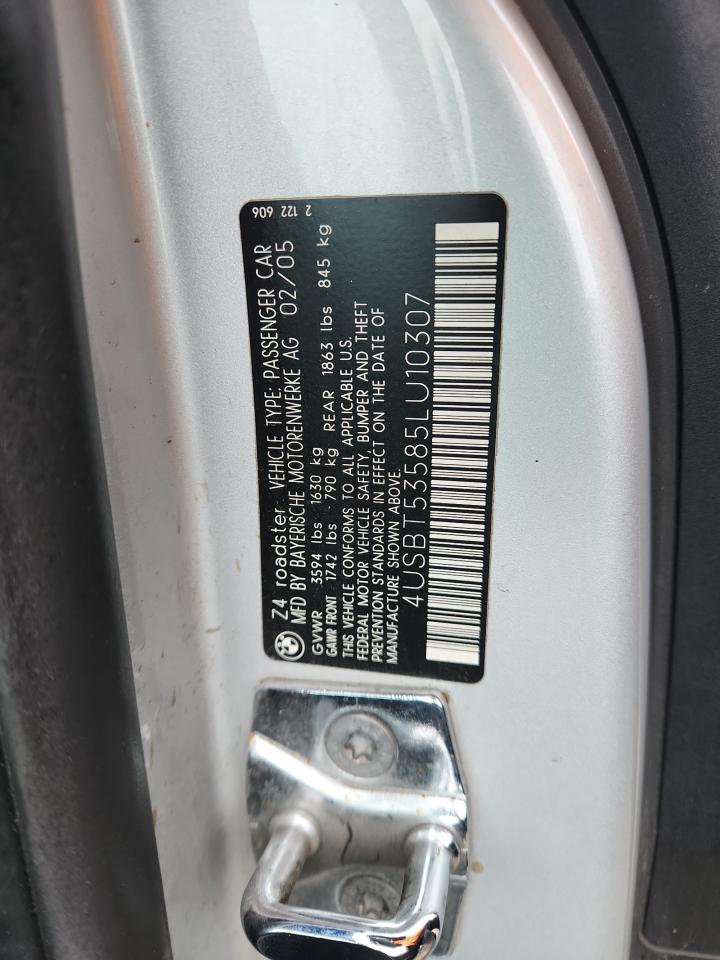 2 122 606
Z4 roadster VEHICLE TYPE: PASSENGER CAR
MFD BY BAYERISCHE MOTORENWERKE AG 02/05
GVWR 3594 lbs 1630 kg
GAWR FRONT 1742 lbs 790 kg REAR 1863 lbs 845 kg
THIS VEHICLE CONFORMS TO ALL APPLICABLE U.S.
FEDERAL MOTOR VEHICLE SAFETY, BUMPER AND THEFT
PREVENTION STANDARDS IN EFFECT ON THE DATE OF
MANUFACTURE SHOWN ABOVE.
4USBT53585LU10307